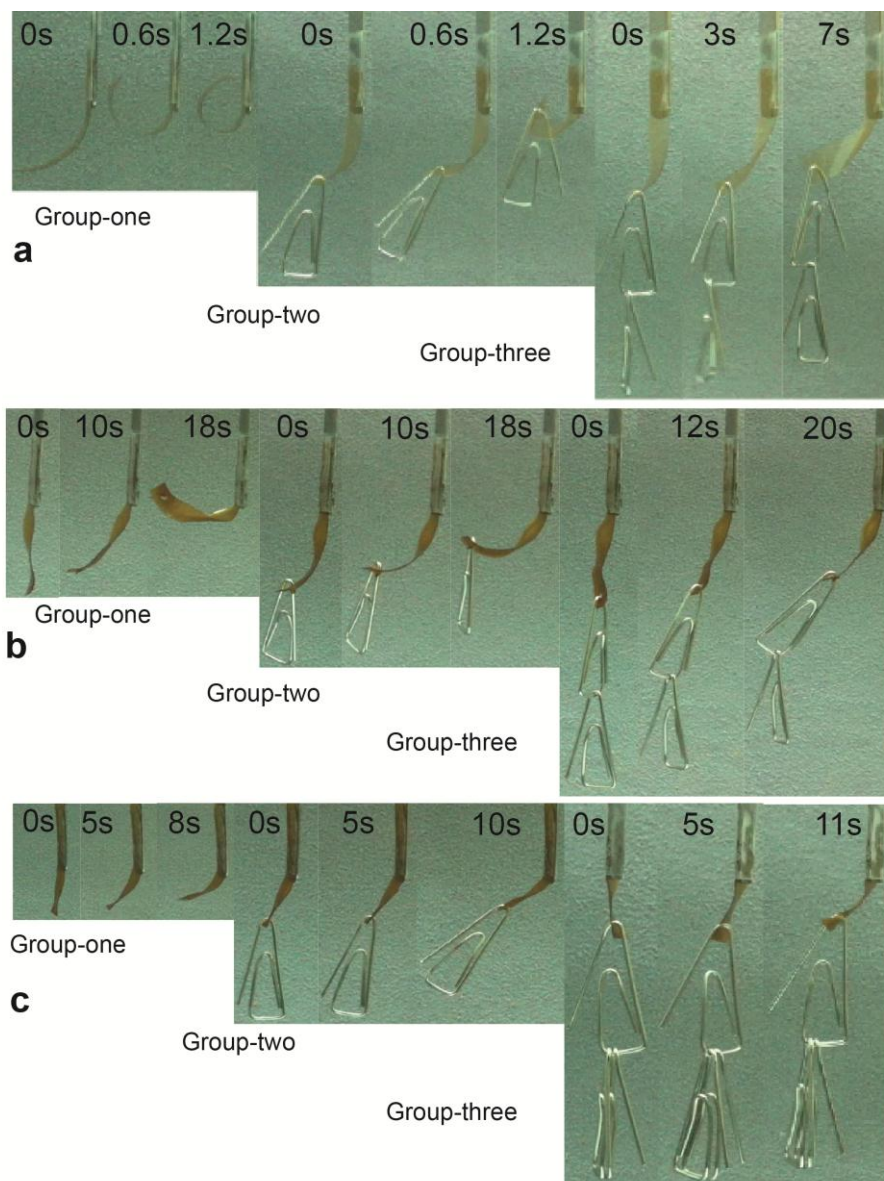 0s 0.6s 1.2s 0s 0.6s 1.2s 0s 3s 7s
Group-one
a
Group-two
Group-three
0s 10s 18s 0s 10s 18s 0s 12s 20s
Group-one
b
Group-two
Group-three
0s 5s 8s 0s 5s 10s 0s 5s 11s
Group-one
c
Group-two
Group-three